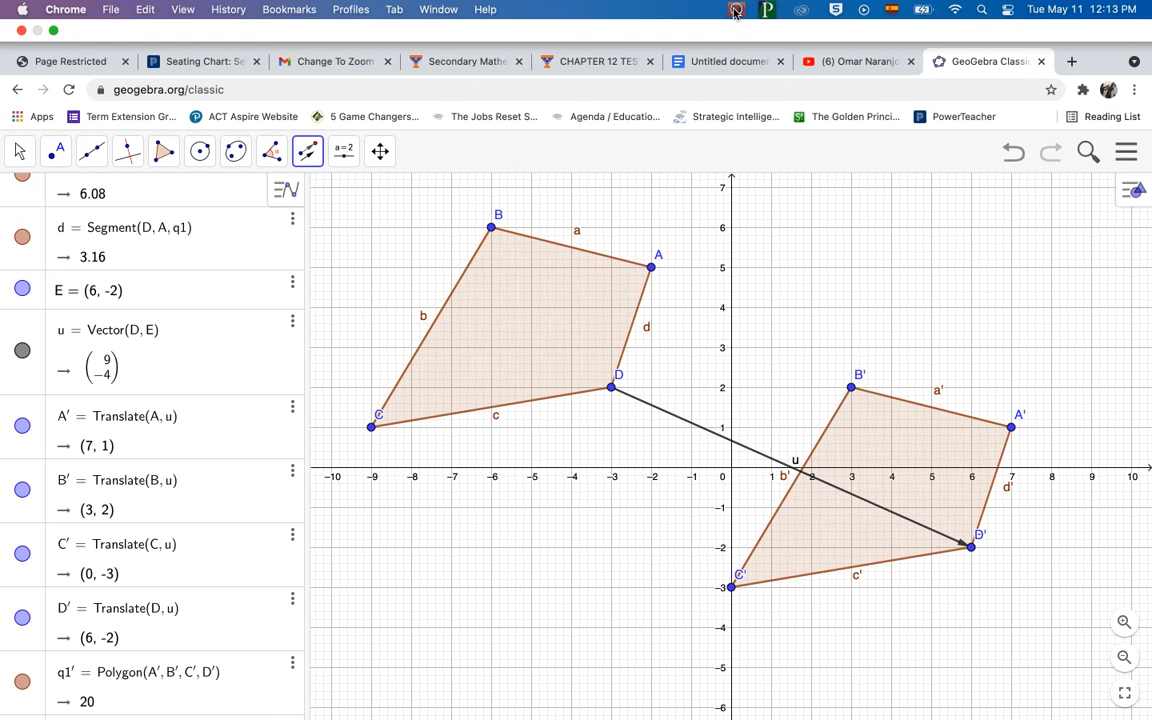 Chrome File Edit View History Bookmarks Profiles Tab Window Help Tue May 11 12:13 PM
Page Restricted Seating Chart: Se Gmail Change To Zoom Secondary Mathe CHAPTER 12 TES Untitled docume (6) Omar Naranjo GeoGebra Classic
geogebra.org/classic
Apps Term Extension Gr... ACT Aspire Website 5 Game Changers... The Jobs Reset S... Agenda / Educatio... Strategic Intellige... The Golden Princi... PowerTeacher Reading List
A a=2
→ 6.08
d = Segment(D, A, q1)
→ 3.16
E = (6, -2)
u = Vector(D, E)
→ (9
−4)
A′ = Translate(A, u)
→ (7, 1)
B′ = Translate(B, u)
→ (3, 2)
C′ = Translate(C, u)
→ (0, -3)
D′ = Translate(D, u)
→ (6, -2)
q1′ = Polygon(A′, B′, C′, D′)
→ 20
7
B
6
a
A
5
4
b
d
3
D
B'
2
a'
C
c
A'
1
u
b'
−10 −9 −8 −7 −6 −5 −4 −3 −2 −1 0 1 2 3 4 5 6 7 8 9 10
d'
−1
D'
−2
C'
c'
−3
−4
−5
−6